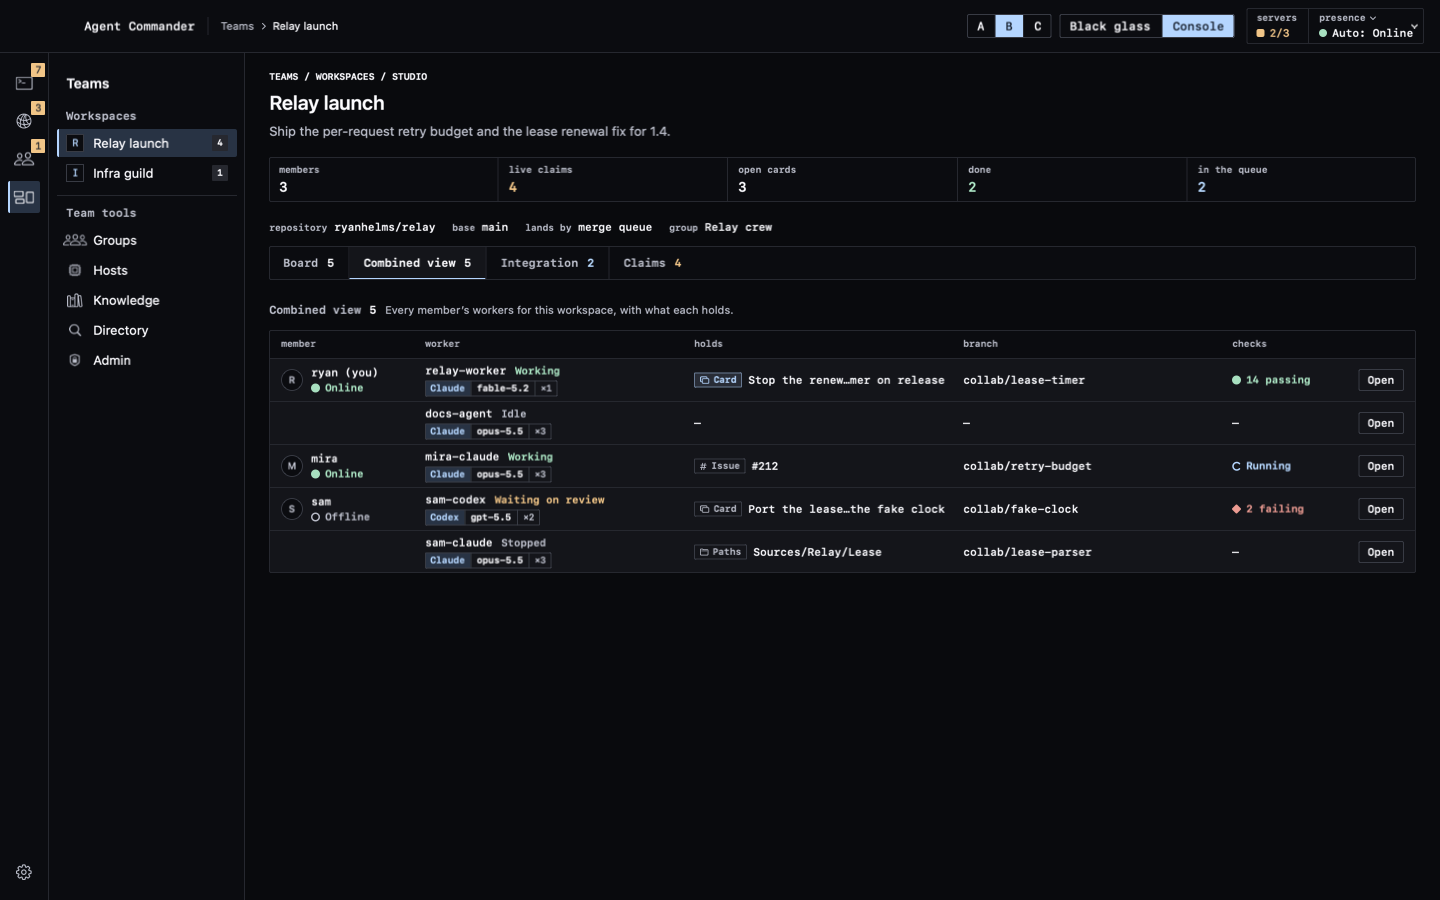 Agent Commander
Teams > Relay launch
A B C
Black glass Console
servers
2/3
presence
Auto: Online
7
3
1
Teams
Workspaces
R Relay launch 4
I Infra guild 1
Team tools
Groups
Hosts
Knowledge
Directory
Admin
TEAMS / WORKSPACES / STUDIO
Relay launch
Ship the per-request retry budget and the lease renewal fix for 1.4.
members
3
live claims
4
open cards
3
done
2
in the queue
2
repository ryanhelms/relay base main lands by merge queue group Relay crew
Board 5 Combined view 5 Integration 2 Claims 4
Combined view 5 Every member's workers for this workspace, with what each holds.
member worker holds branch checks
R ryan (you)
Online
relay-worker Working
Claude fable-5.2 ×1
Card Stop the renew…mer on release
collab/lease-timer
14 passing
Open
docs-agent Idle
Claude opus-5.5 ×3
—
—
—
Open
M mira
Online
mira-claude Working
Claude opus-5.5 ×3
# Issue #212
collab/retry-budget
Running
Open
S sam
Offline
sam-codex Waiting on review
Codex gpt-5.5 ×2
Card Port the lease…the fake clock
collab/fake-clock
2 failing
Open
sam-claude Stopped
Claude opus-5.5 ×3
Paths Sources/Relay/Lease
collab/lease-parser
—
Open